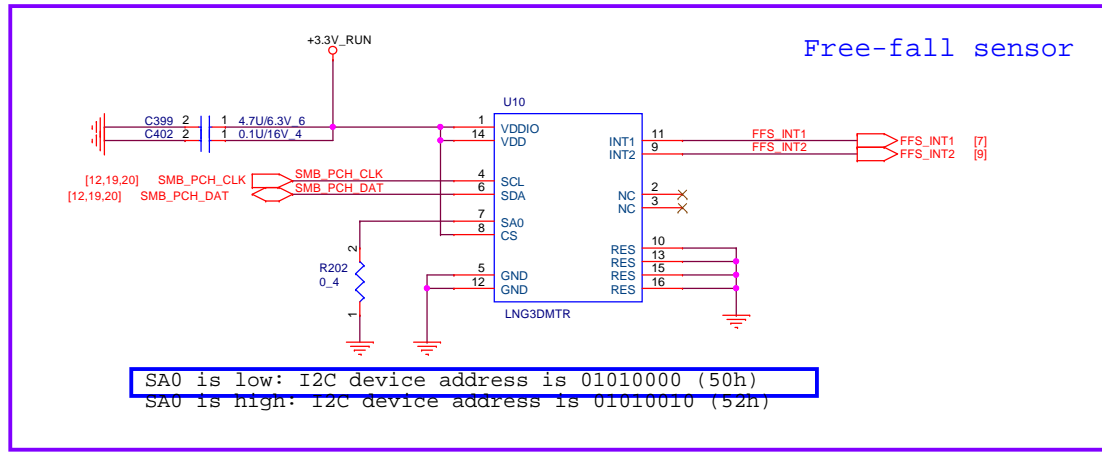 Free-fall sensor
+3.3V_RUN
U10
C399 2 1 4.7U/6.3V_6
C402 2 1 0.1U/16V_4
1 VDDIO
14 VDD
INT1 11 FFS_INT1 FFS_INT1 [7]
INT2 9 FFS_INT2 FFS_INT2 [9]
[12,19,20] SMB_PCH_CLK SMB_PCH_CLK 4 SCL
[12,19,20] SMB_PCH_DAT SMB_PCH_DAT 6 SDA
NC 2
NC 3
7 SA0
8 CS
RES 10
RES 13
RES 15
RES 16
2
R202
0_4
1
5 GND
12 GND
LNG3DMTR
SA0 is low: I2C device address is 01010000 (50h)
SA0 is high: I2C device address is 01010010 (52h)